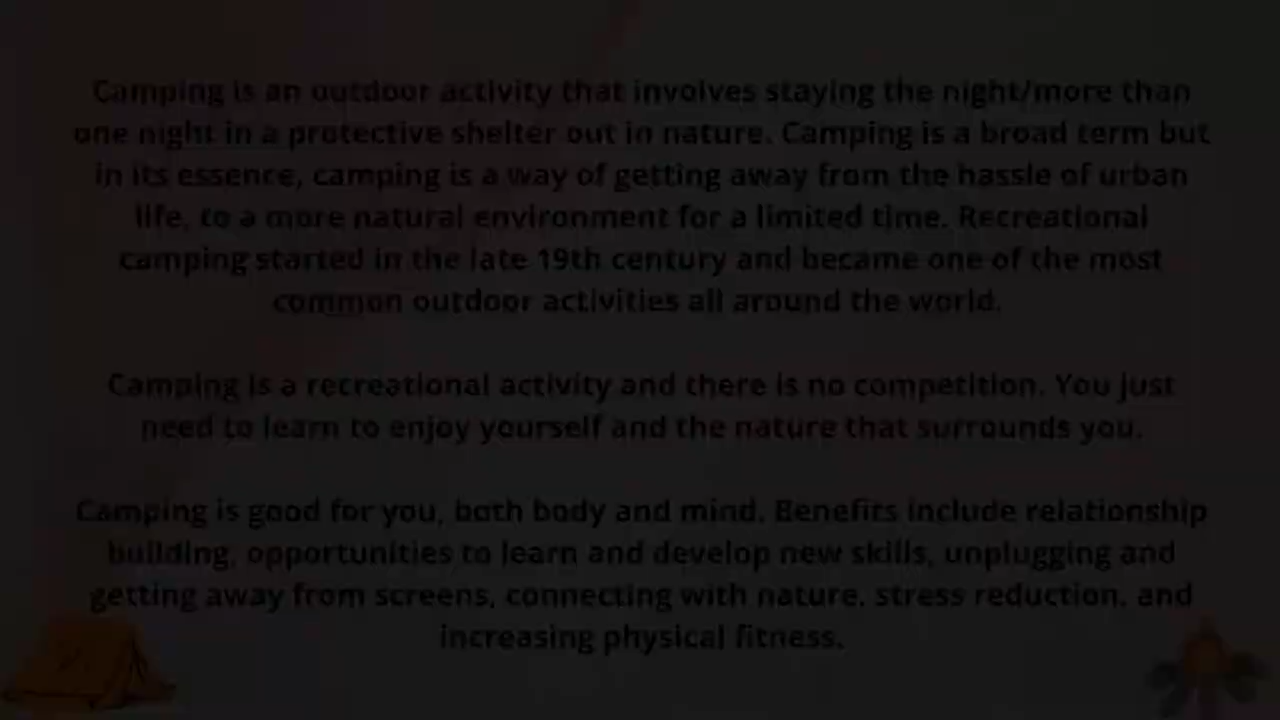 Camping is an outdoor activity that involves staying the night/more than
one night in a protective shelter out in nature. Camping is a broad term but
in its essence, camping is a way of getting away from the hassle of urban
life, to a more natural environment for a limited time. Recreational
camping started in the late 19th century and became one of the most
common outdoor activities all around the world.
Camping is a recreational activity and there is no competition. You just
need to learn to enjoy yourself and the nature that surrounds you.
Camping is good for you, both body and mind. Benefits include relationship
building, opportunities to learn and develop new skills, unplugging and
getting away from screens, connecting with nature, stress reduction, and
increasing physical fitness.